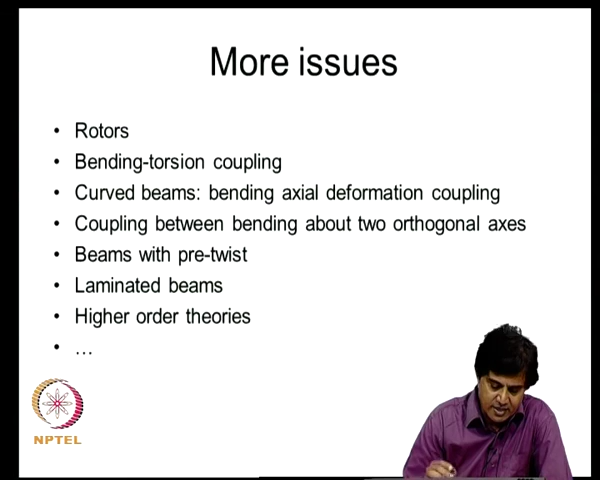 More issues
• Rotors
• Bending-torsion coupling
• Curved beams: bending axial deformation coupling
• Coupling between bending about two orthogonal axes
• Beams with pre-twist
• Laminated beams
• Higher order theories
• …
NPTEL